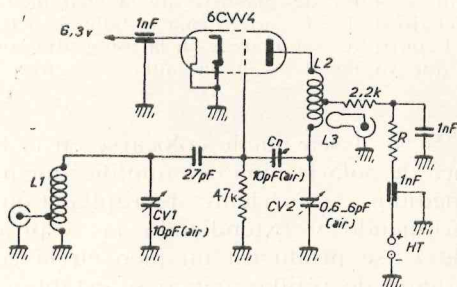 6CW4
6,3v
1nF
L2
2.2k
L3
R
1nF
1nF
L1
27pF
Cn
10pF(air)
CV1
10pF(air)
47k
CV2
0,6_6pF
(air)
HT
+
-